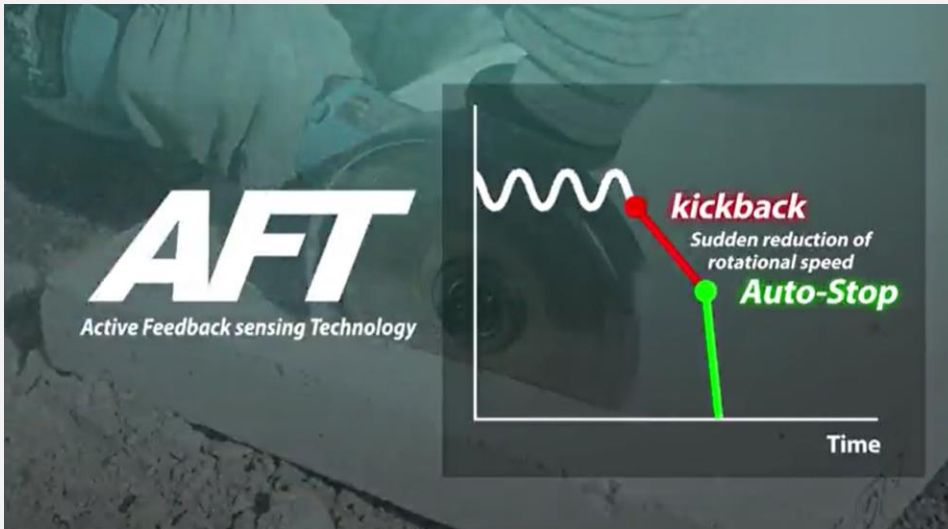 AFT
Active Feedback sensing Technology
kickback
Sudden reduction of
rotational speed
Auto-Stop
Time